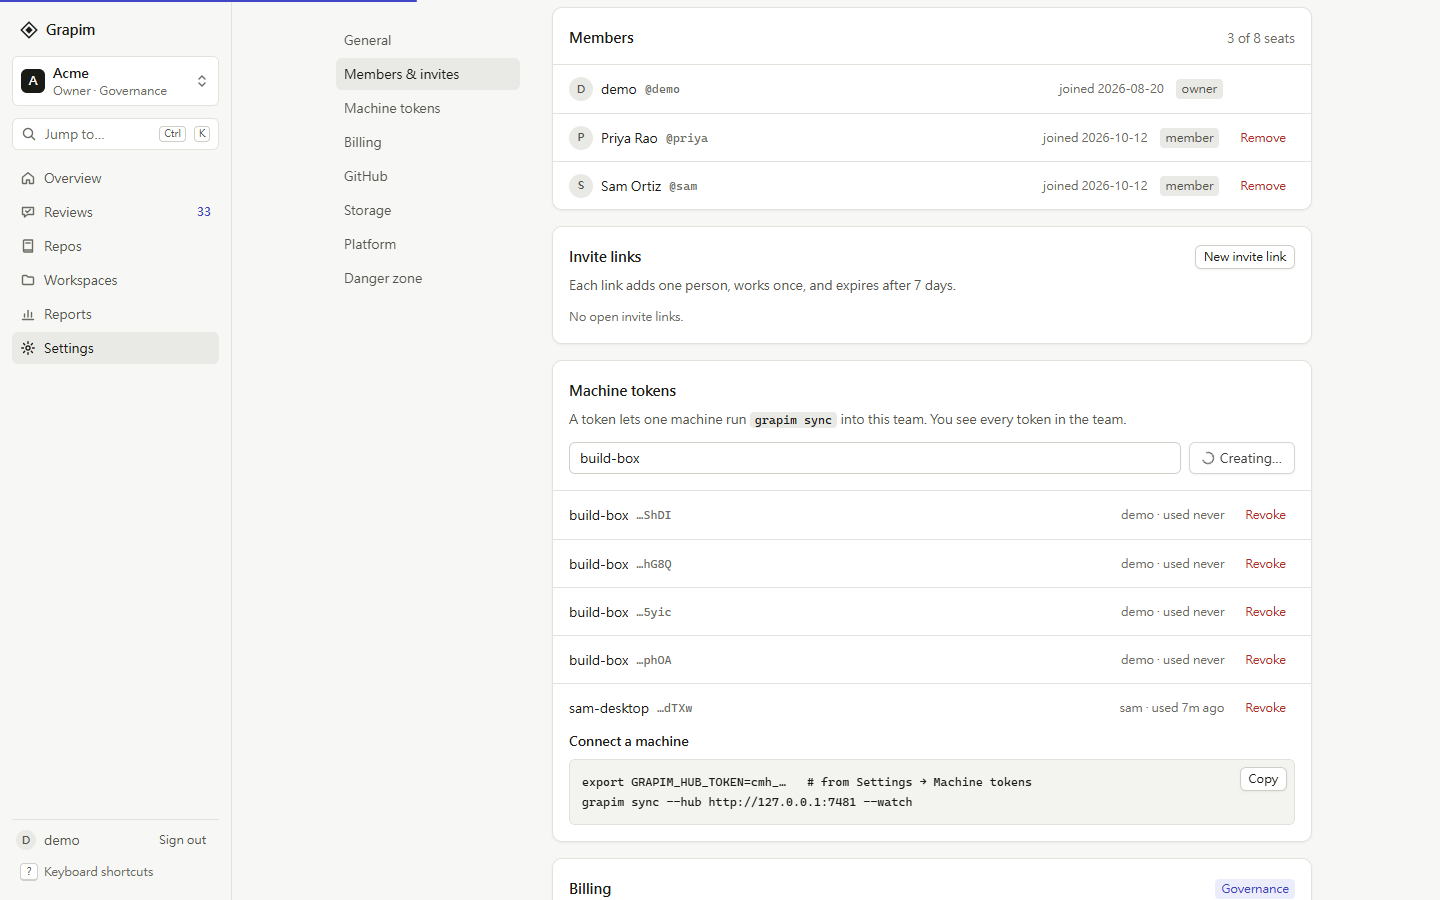 Grapim
A
Acme
Owner · Governance
Jump to...
Ctrl
K
Overview
Reviews
33
Repos
Workspaces
Reports
Settings
D
demo
Sign out
?
Keyboard shortcuts
General
Members & invites
Machine tokens
Billing
GitHub
Storage
Platform
Danger zone
Members
3 of 8 seats
D demo @demo joined 2026-08-20 owner
P Priya Rao @priya joined 2026-10-12 member Remove
S Sam Ortiz @sam joined 2026-10-12 member Remove
Invite links
New invite link
Each link adds one person, works once, and expires after 7 days.
No open invite links.
Machine tokens
A token lets one machine run grapim sync into this team. You see every token in the team.
build-box
Creating...
build-box …ShDI demo · used never Revoke
build-box …hG8Q demo · used never Revoke
build-box …5yic demo · used never Revoke
build-box …phOA demo · used never Revoke
sam-desktop …dTXw sam · used 7m ago Revoke
Connect a machine
export GRAPIM_HUB_TOKEN=cmh_… # from Settings → Machine tokens
grapim sync --hub http://127.0.0.1:7481 --watch
Copy
Billing
Governance